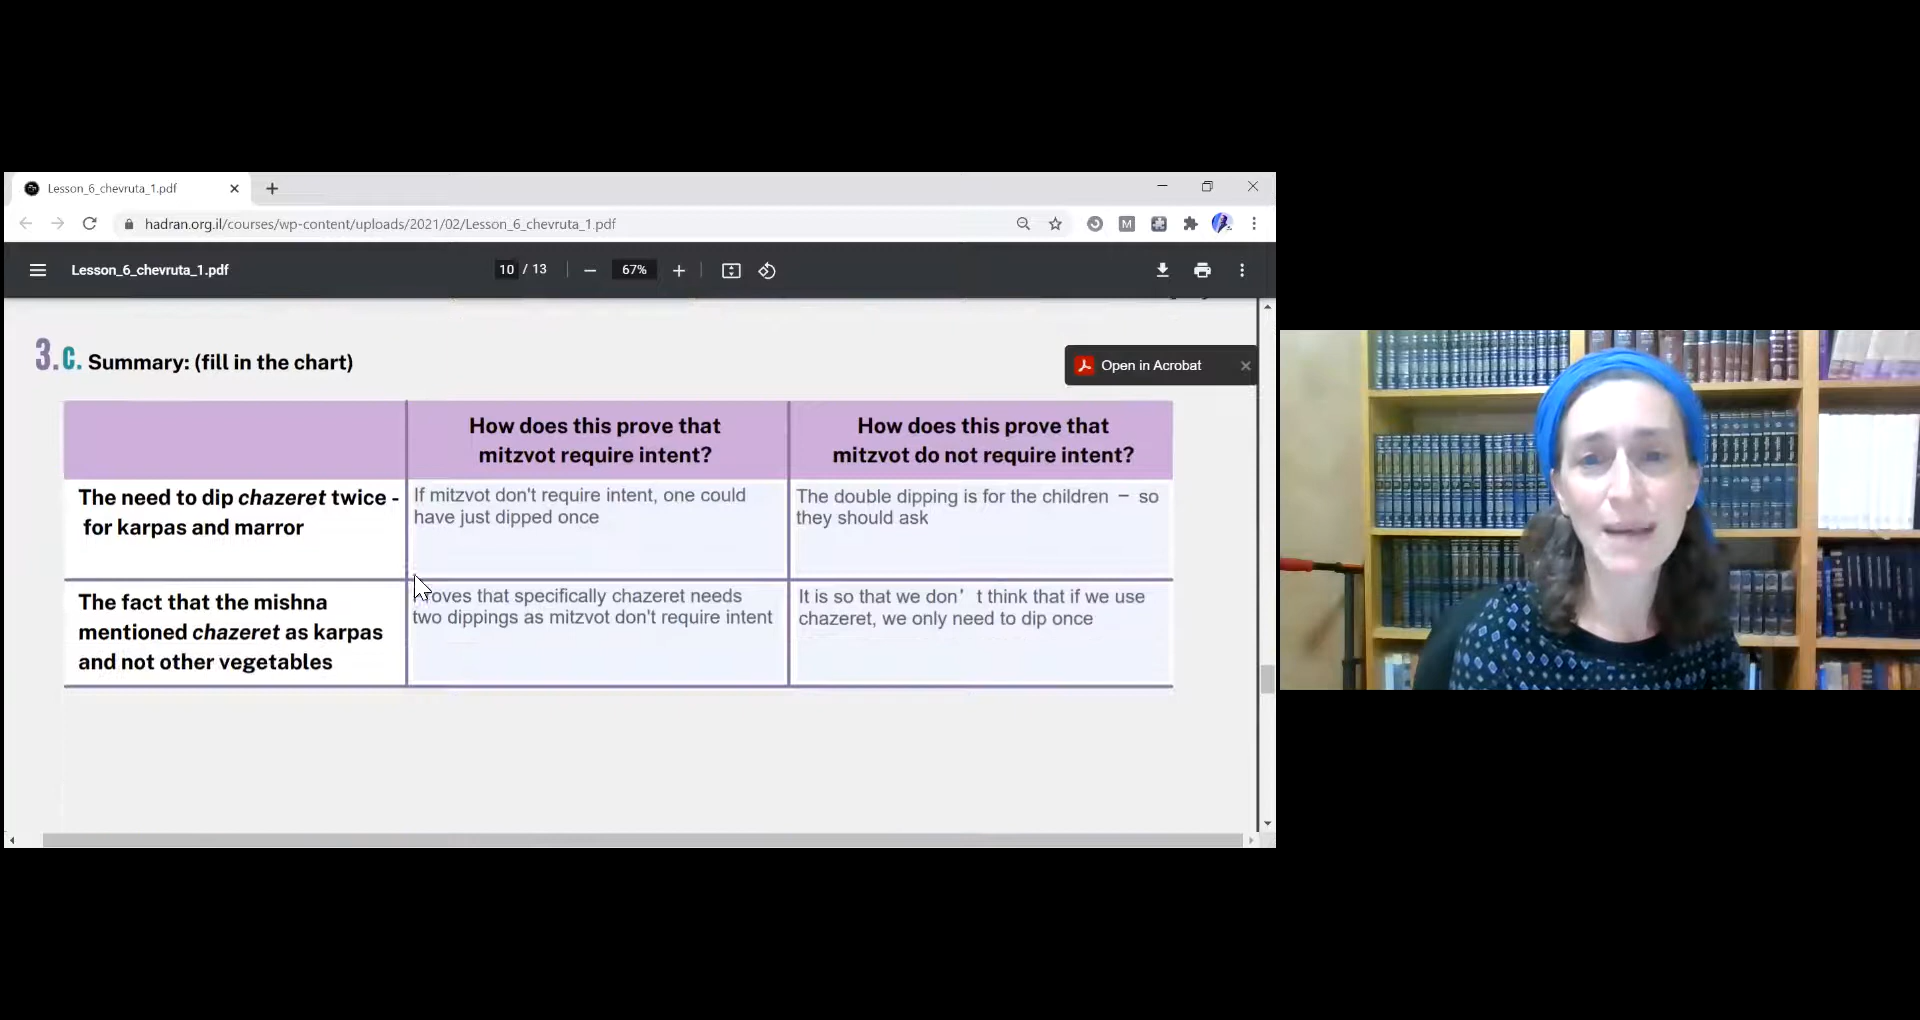 Lesson_6_chevruta_1.pdf
hadran.org.il/courses/wp-content/uploads/2021/02/Lesson_6_chevruta_1.pdf
M
Lesson_6_chevruta_1.pdf
10 / 13
67%
3.C. Summary: (fill in the chart)
Open in Acrobat
How does this prove that
mitzvot require intent?
How does this prove that
mitzvot do not require intent?
The need to dip chazeret twice -
for karpas and marror
If mitzvot don't require intent, one could
have just dipped once
The double dipping is for the children – so
they should ask
The fact that the mishna
mentioned chazeret as karpas
and not other vegetables
roves that specifically chazeret needs
two dippings as mitzvot don't require intent
It is so that we don't think that if we use
chazeret, we only need to dip once